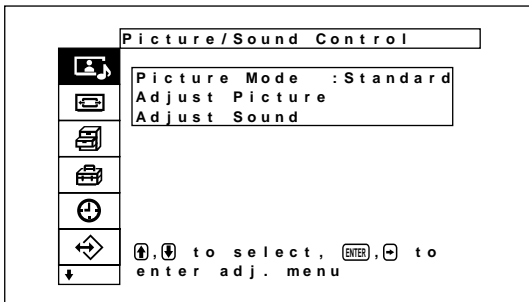 Picture/Sound Control
Picture Mode :Standard
Adjust Picture
Adjust Sound
↑,↓ to select, ENTER,→ to
enter adj. menu